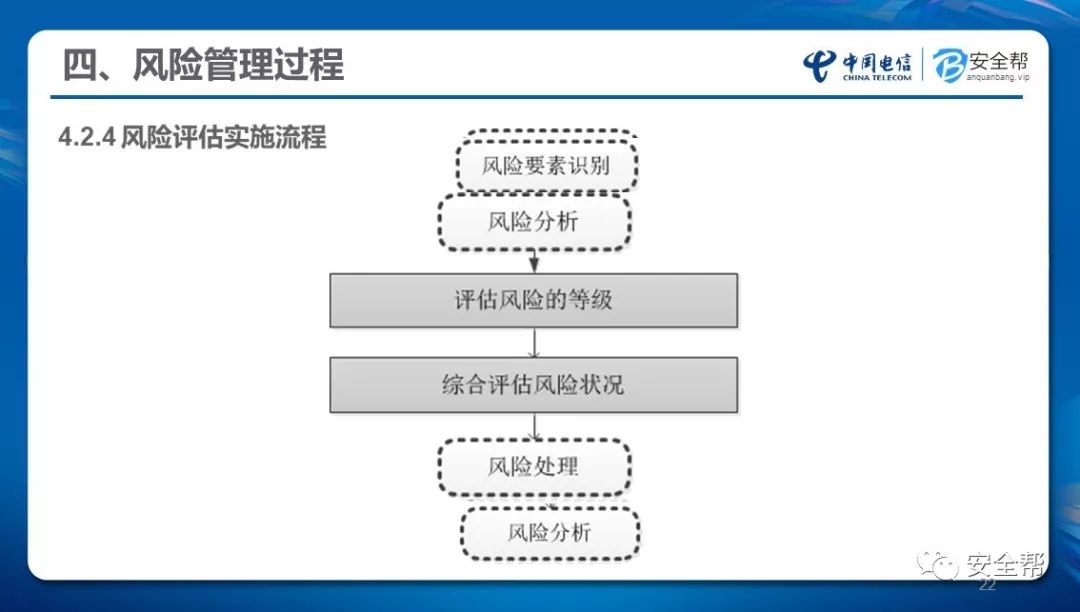 四、风险管理过程
中国电信
CHINA TELECOM
安全帮
anquanbang.vip
4.2.4 风险评估实施流程
风险要素识别
风险分析
评估风险的等级
综合评估风险状况
风险处理
风险分析
安全帮
22